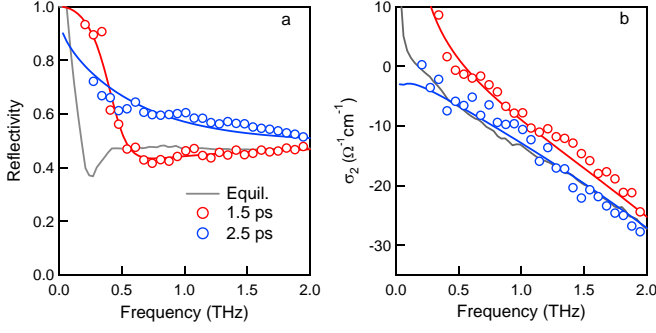 a
1.0
0.8
0.6
0.4
0.2
0.0
Reflectivity
Equil.
1.5 ps
2.5 ps
0.0 0.5 1.0 1.5 2.0
Frequency (THz)
b
10
0
-10
-20
-30
σ2 (Ω-1cm-1)
0.0 0.5 1.0 1.5 2.0
Frequency (THz)